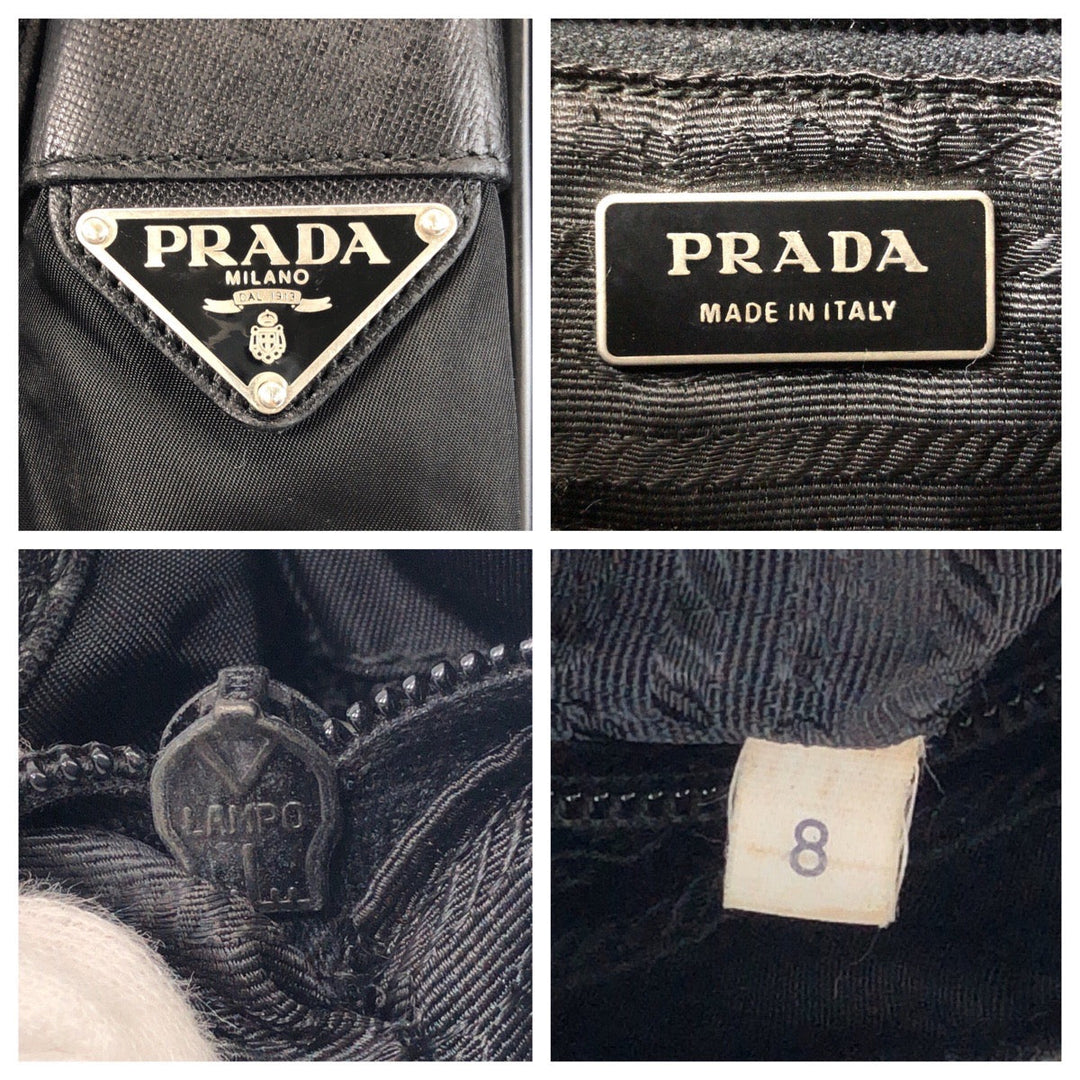 PRADA
MILANO
DAL 1913
PRADA
MADE IN ITALY
LAMPO
8